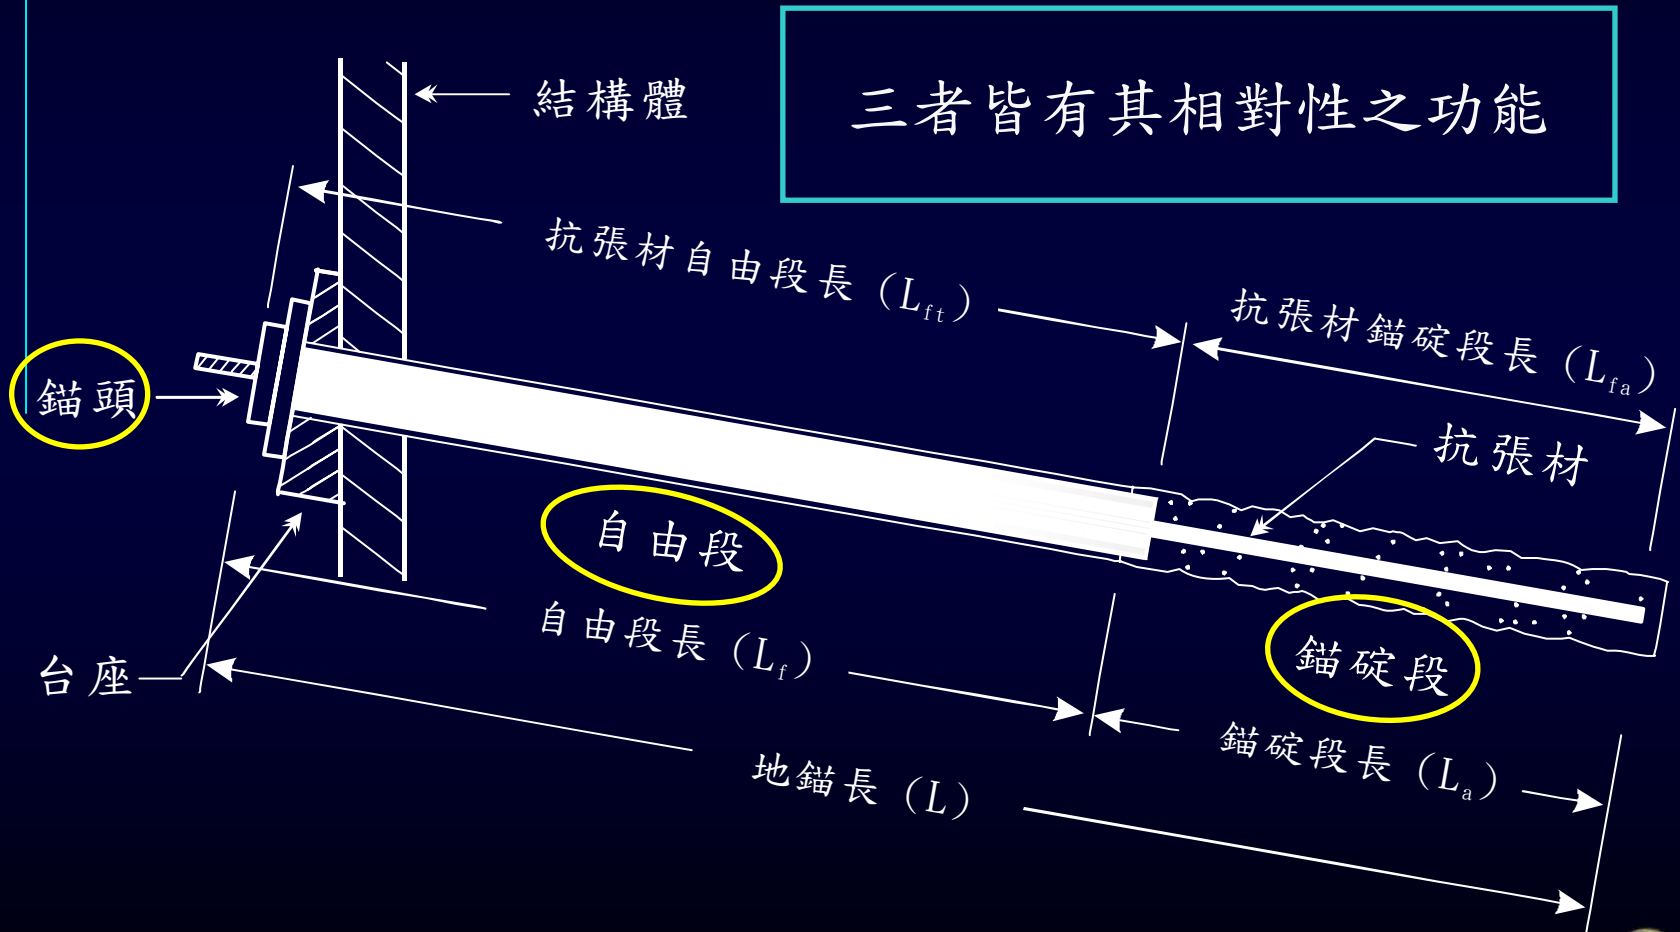 三者皆有其相對性之功能
結構體
抗張材自由段長（Lft）
抗張材錨碇段長（Lfa）
錨頭
抗張材
自由段
自由段長（Lf）
錨碇段
台座
錨碇段長（La）
地錨長（L）